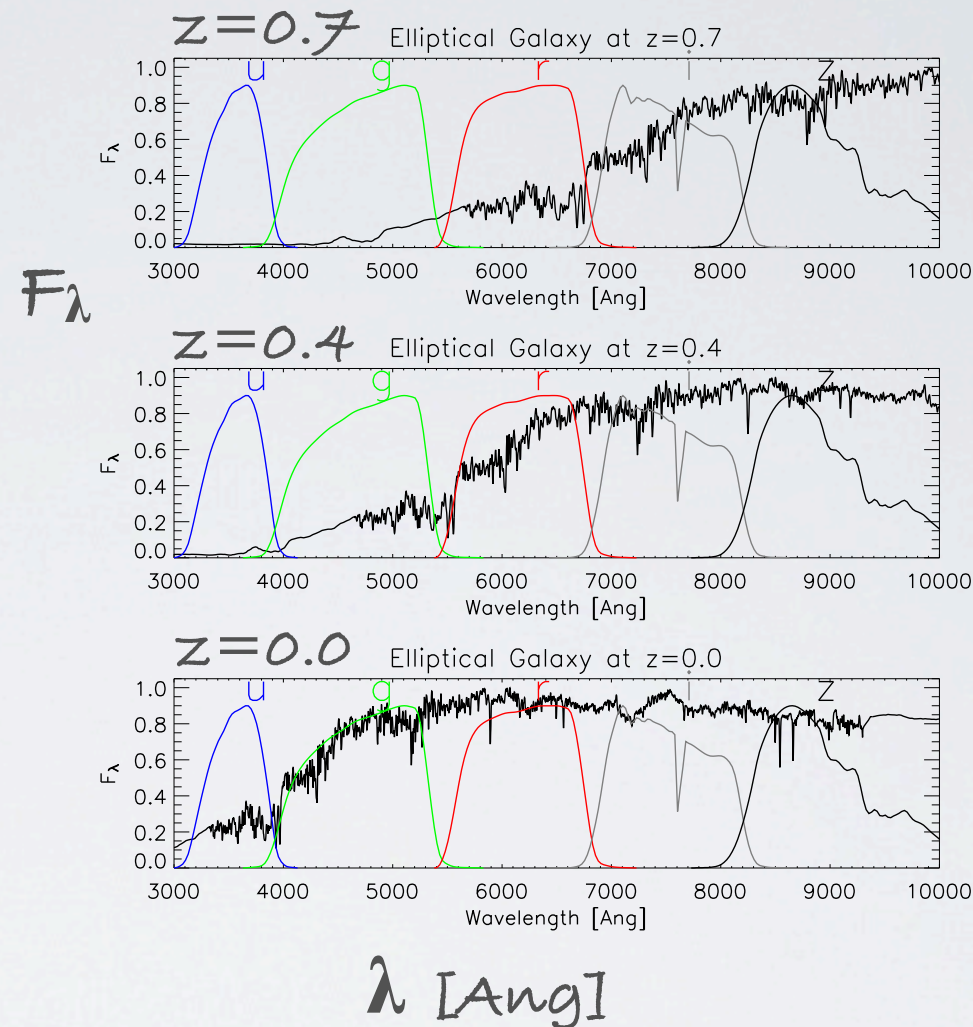 z=0.7
Elliptical Galaxy at z=0.7
u g r i z
1.0
0.8
0.6
0.4
0.2
0.0
Fλ
3000 4000 5000 6000 7000 8000 9000 10000
Wavelength [Ang]
Fλ
z=0.4
Elliptical Galaxy at z=0.4
u g r i z
1.0
0.8
0.6
0.4
0.2
0.0
Fλ
3000 4000 5000 6000 7000 8000 9000 10000
Wavelength [Ang]
z=0.0
Elliptical Galaxy at z=0.0
u g r i z
1.0
0.8
0.6
0.4
0.2
0.0
Fλ
3000 4000 5000 6000 7000 8000 9000 10000
Wavelength [Ang]
λ [Ang]